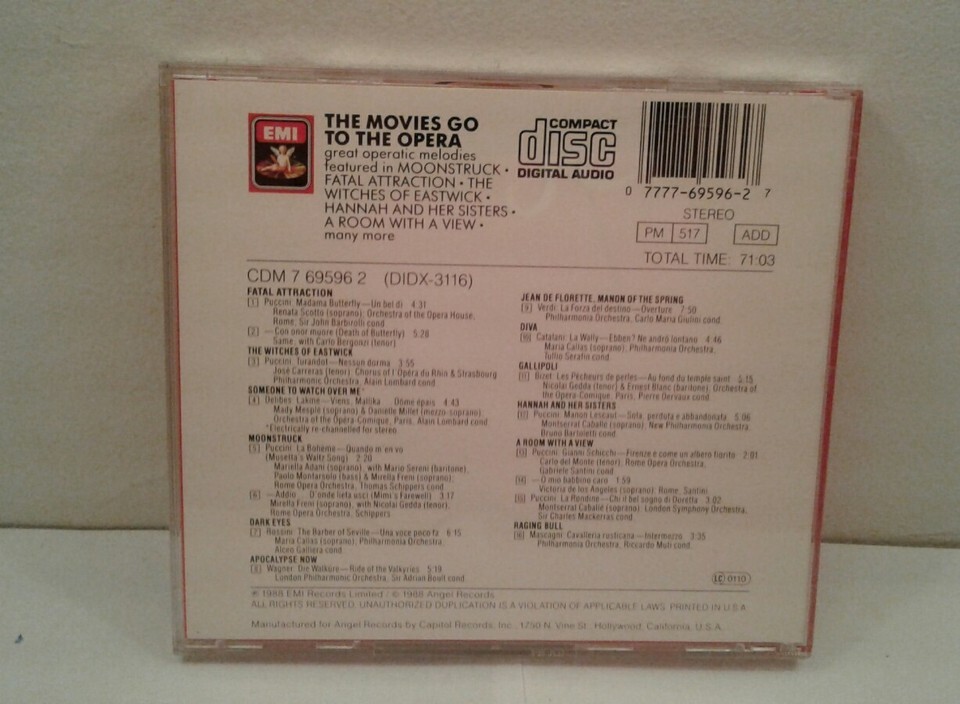 EMI
THE MOVIES GO
TO THE OPERA
great operatic melodies
featured in MOONSTRUCK •
FATAL ATTRACTION • THE
WITCHES OF EASTWICK •
HANNAH AND HER SISTERS •
A ROOM WITH A VIEW •
many more
COMPACT
disc
DIGITAL AUDIO
0 7777-69596-2 7
STEREO
PM 517 ADD
TOTAL TIME: 71:03
CDM 7 69596 2 (DIDX-3116)
FATAL ATTRACTION
1 Puccini: Madama Butterfly—Un bel di 4:31
Renata Scotto (soprano); Orchestra of the Opera House,
Rome, Sir John Barbirolli cond.
2 —Con onor muore (Death of Butterfly) 5:28
Same, with Carlo Bergonzi (tenor)
THE WITCHES OF EASTWICK
3 Puccini: Turandot—Nessun dorma 3:55
José Carreras (tenor) Chorus of l'Opéra du Rhin & Strasbourg
Philharmonic Orchestra, Alain Lombard cond.
SOMEONE TO WATCH OVER ME*
4 Delibes: Lakmé—Viens, Mallika Dôme épais 4:43
Mady Mesplé (soprano) & Danielle Millet (mezzo-soprano);
Orchestra of the Opéra-Comique, Paris, Alain Lombard cond.
*Electrically re-channelled for stereo
MOONSTRUCK
5 Puccini: La Bohème—Quando m'en vo
(Musetta's Waltz Song) 2:20
Mariella Adani (soprano), with Mario Sereni (baritone),
Paolo Montarsolo (bass) & Mirella Freni (soprano);
Rome Opera Orchestra, Thomas Schippers cond.
6 —Addio... D'onde lieta uscì (Mimi's Farewell) 3:17
Mirella Freni (soprano), with Nicolai Gedda (tenor);
Rome Opera Orchestra, Schippers
DARK EYES
7 Rossini: The Barber of Seville—Una voce poco fa 6:15
Maria Callas (soprano); Philharmonia Orchestra,
Alceo Galliera cond.
APOCALYPSE NOW
8 Wagner: Die Walküre—Ride of the Valkyries 5:19
London Philharmonic Orchestra, Sir Adrian Boult cond.
JEAN DE FLORETTE, MANON OF THE SPRING
9 Verdi: La Forza del destino—Overture 7:50
Philharmonia Orchestra, Carlo Maria Giulini cond.
DIVA
10 Catalani: La Wally—Ebben? Ne andrò lontano 4:46
Maria Callas (soprano), Philharmonia Orchestra,
Tullio Serafin cond.
GALLIPOLI
11 Bizet: Les Pêcheurs de perles—Au fond du temple saint 5:15
Nicolai Gedda (tenor) & Ernest Blanc (baritone); Orchestra of
the Opéra-Comique, Paris, Pierre Dervaux cond.
HANNAH AND HER SISTERS
12 Puccini: Manon Lescaut—Sola, perduta e abbandonata 5:06
Montserrat Caballé (soprano), New Philharmonia Orchestra,
Bruno Bartoletti cond.
A ROOM WITH A VIEW
13 Puccini: Gianni Schicchi—Firenze è come un albero fiorito 2:01
Carlo del Monte (tenor); Rome Opera Orchestra,
Gabriele Santini cond.
14 —O mio babbino caro 1:59
Victoria de los Angeles (soprano); Rome, Santini
15 Puccini: La Rondine—Chi il bel sogno di Doretta 3:02
Montserrat Caballé (soprano); London Symphony Orchestra,
Sir Charles Mackerras cond.
RAGING BULL
16 Mascagni: Cavalleria rusticana—Intermezzo 3:35
Philharmonia Orchestra, Riccardo Muti cond.
LC 0110
℗ 1988 EMI Records Limited / © 1988 Angel Records
ALL RIGHTS RESERVED. UNAUTHORIZED DUPLICATION IS A VIOLATION OF APPLICABLE LAWS. PRINTED IN U.S.A.
Manufactured for Angel Records by Capitol Records, Inc., 1750 N. Vine St., Hollywood, California, U.S.A.